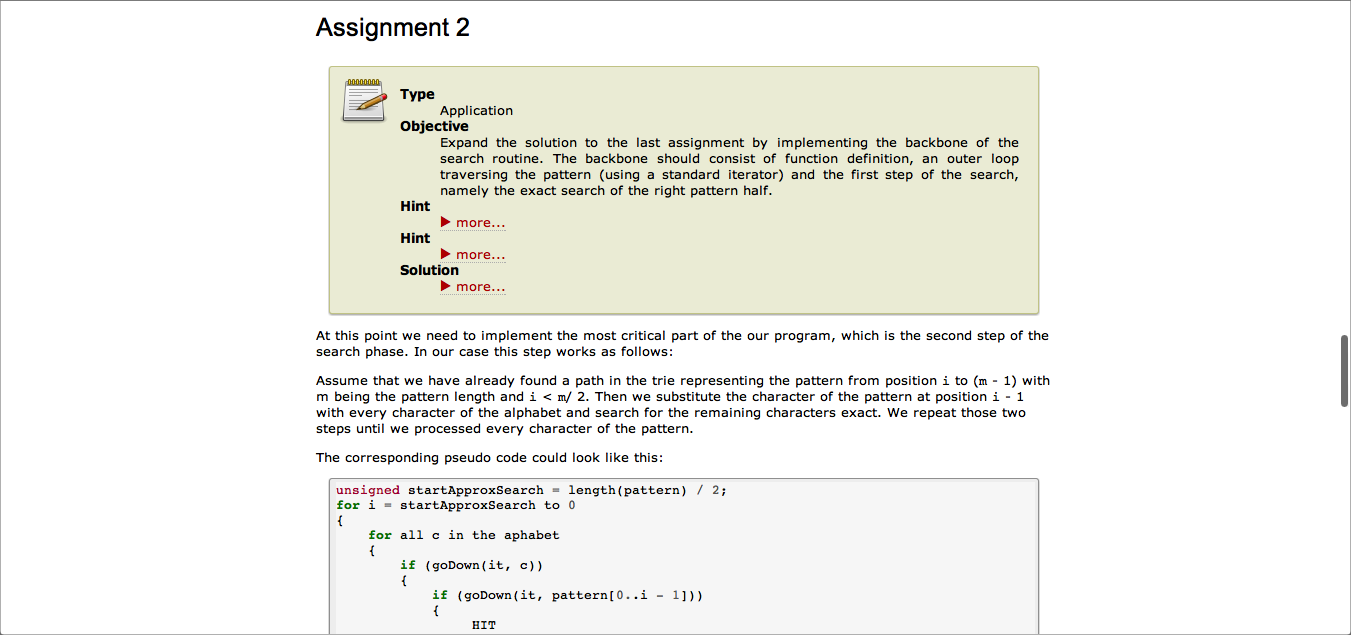 Assignment 2
Type
Application
Objective
Expand the solution to the last assignment by implementing the backbone of the
search routine. The backbone should consist of function definition, an outer loop
traversing the pattern (using a standard iterator) and the first step of the search,
namely the exact search of the right pattern half.
Hint
▶ more...
Hint
▶ more...
Solution
▶ more...
At this point we need to implement the most critical part of the our program, which is the second step of the
search phase. In our case this step works as follows:
Assume that we have already found a path in the trie representing the pattern from position i to (m - 1) with
m being the pattern length and i < m/ 2. Then we substitute the character of the pattern at position i - 1
with every character of the alphabet and search for the remaining characters exact. We repeat those two
steps until we processed every character of the pattern.
The corresponding pseudo code could look like this:
unsigned startApproxSearch = length(pattern) / 2;
for i = startApproxSearch to 0
{
    for all c in the aphabet
    {
        if (goDown(it, c))
        {
            if (goDown(it, pattern[0..i - 1]))
            {
                 HIT